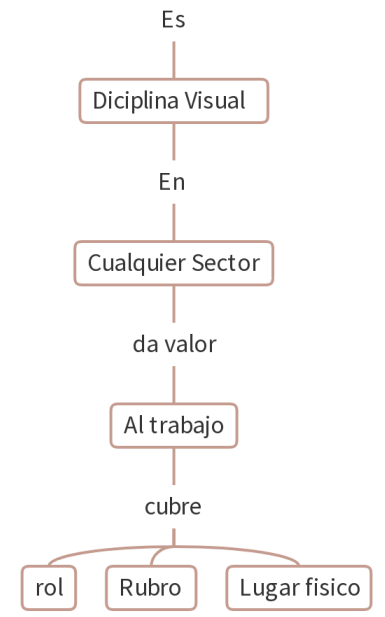 Es
Diciplina Visual
En
Cualquier Sector
da valor
Al trabajo
cubre
rol
Rubro
Lugar fisico